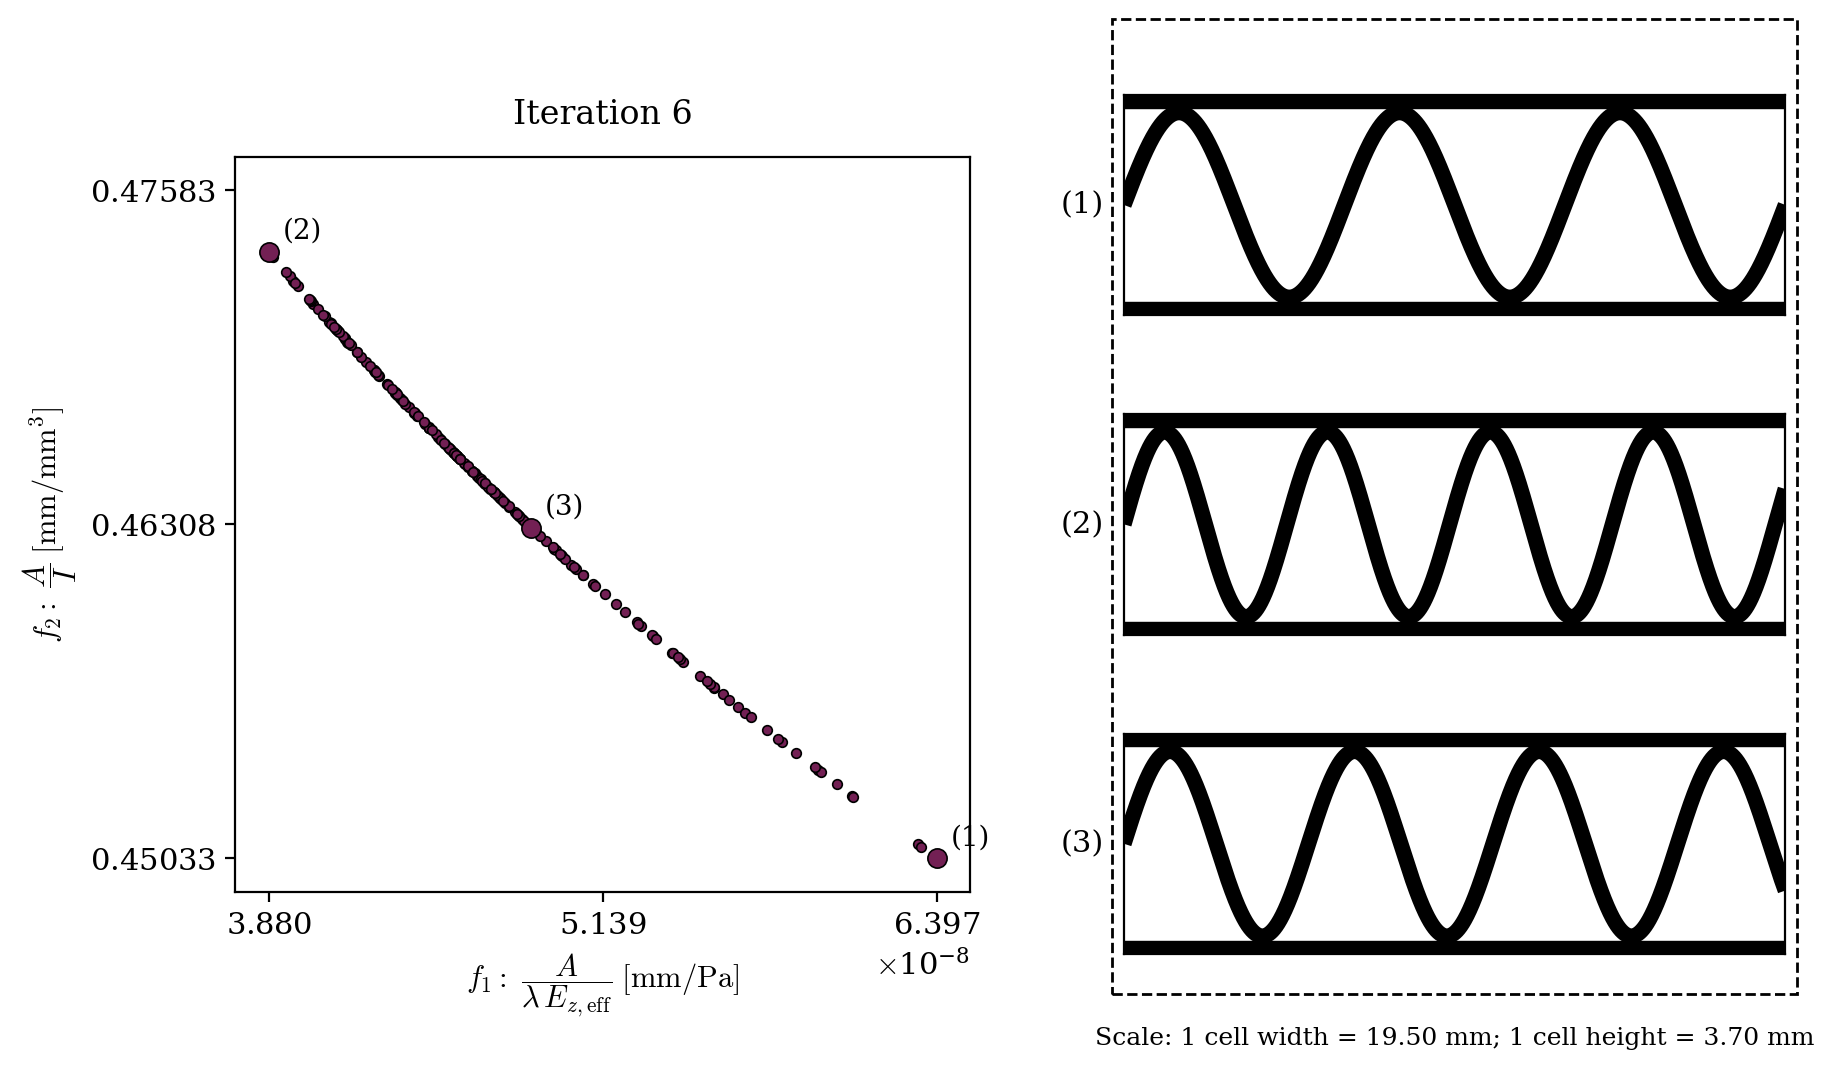 Iteration 6
0.47583
0.46308
0.45033
f₂ : A/I [mm/mm³]
(2)
(3)
(1)
3.880 5.139 6.397
×10⁻⁸
f₁ : A/(λ E_{z, eff}) [mm/Pa]
(1)
(2)
(3)
Scale: 1 cell width = 19.50 mm; 1 cell height = 3.70 mm